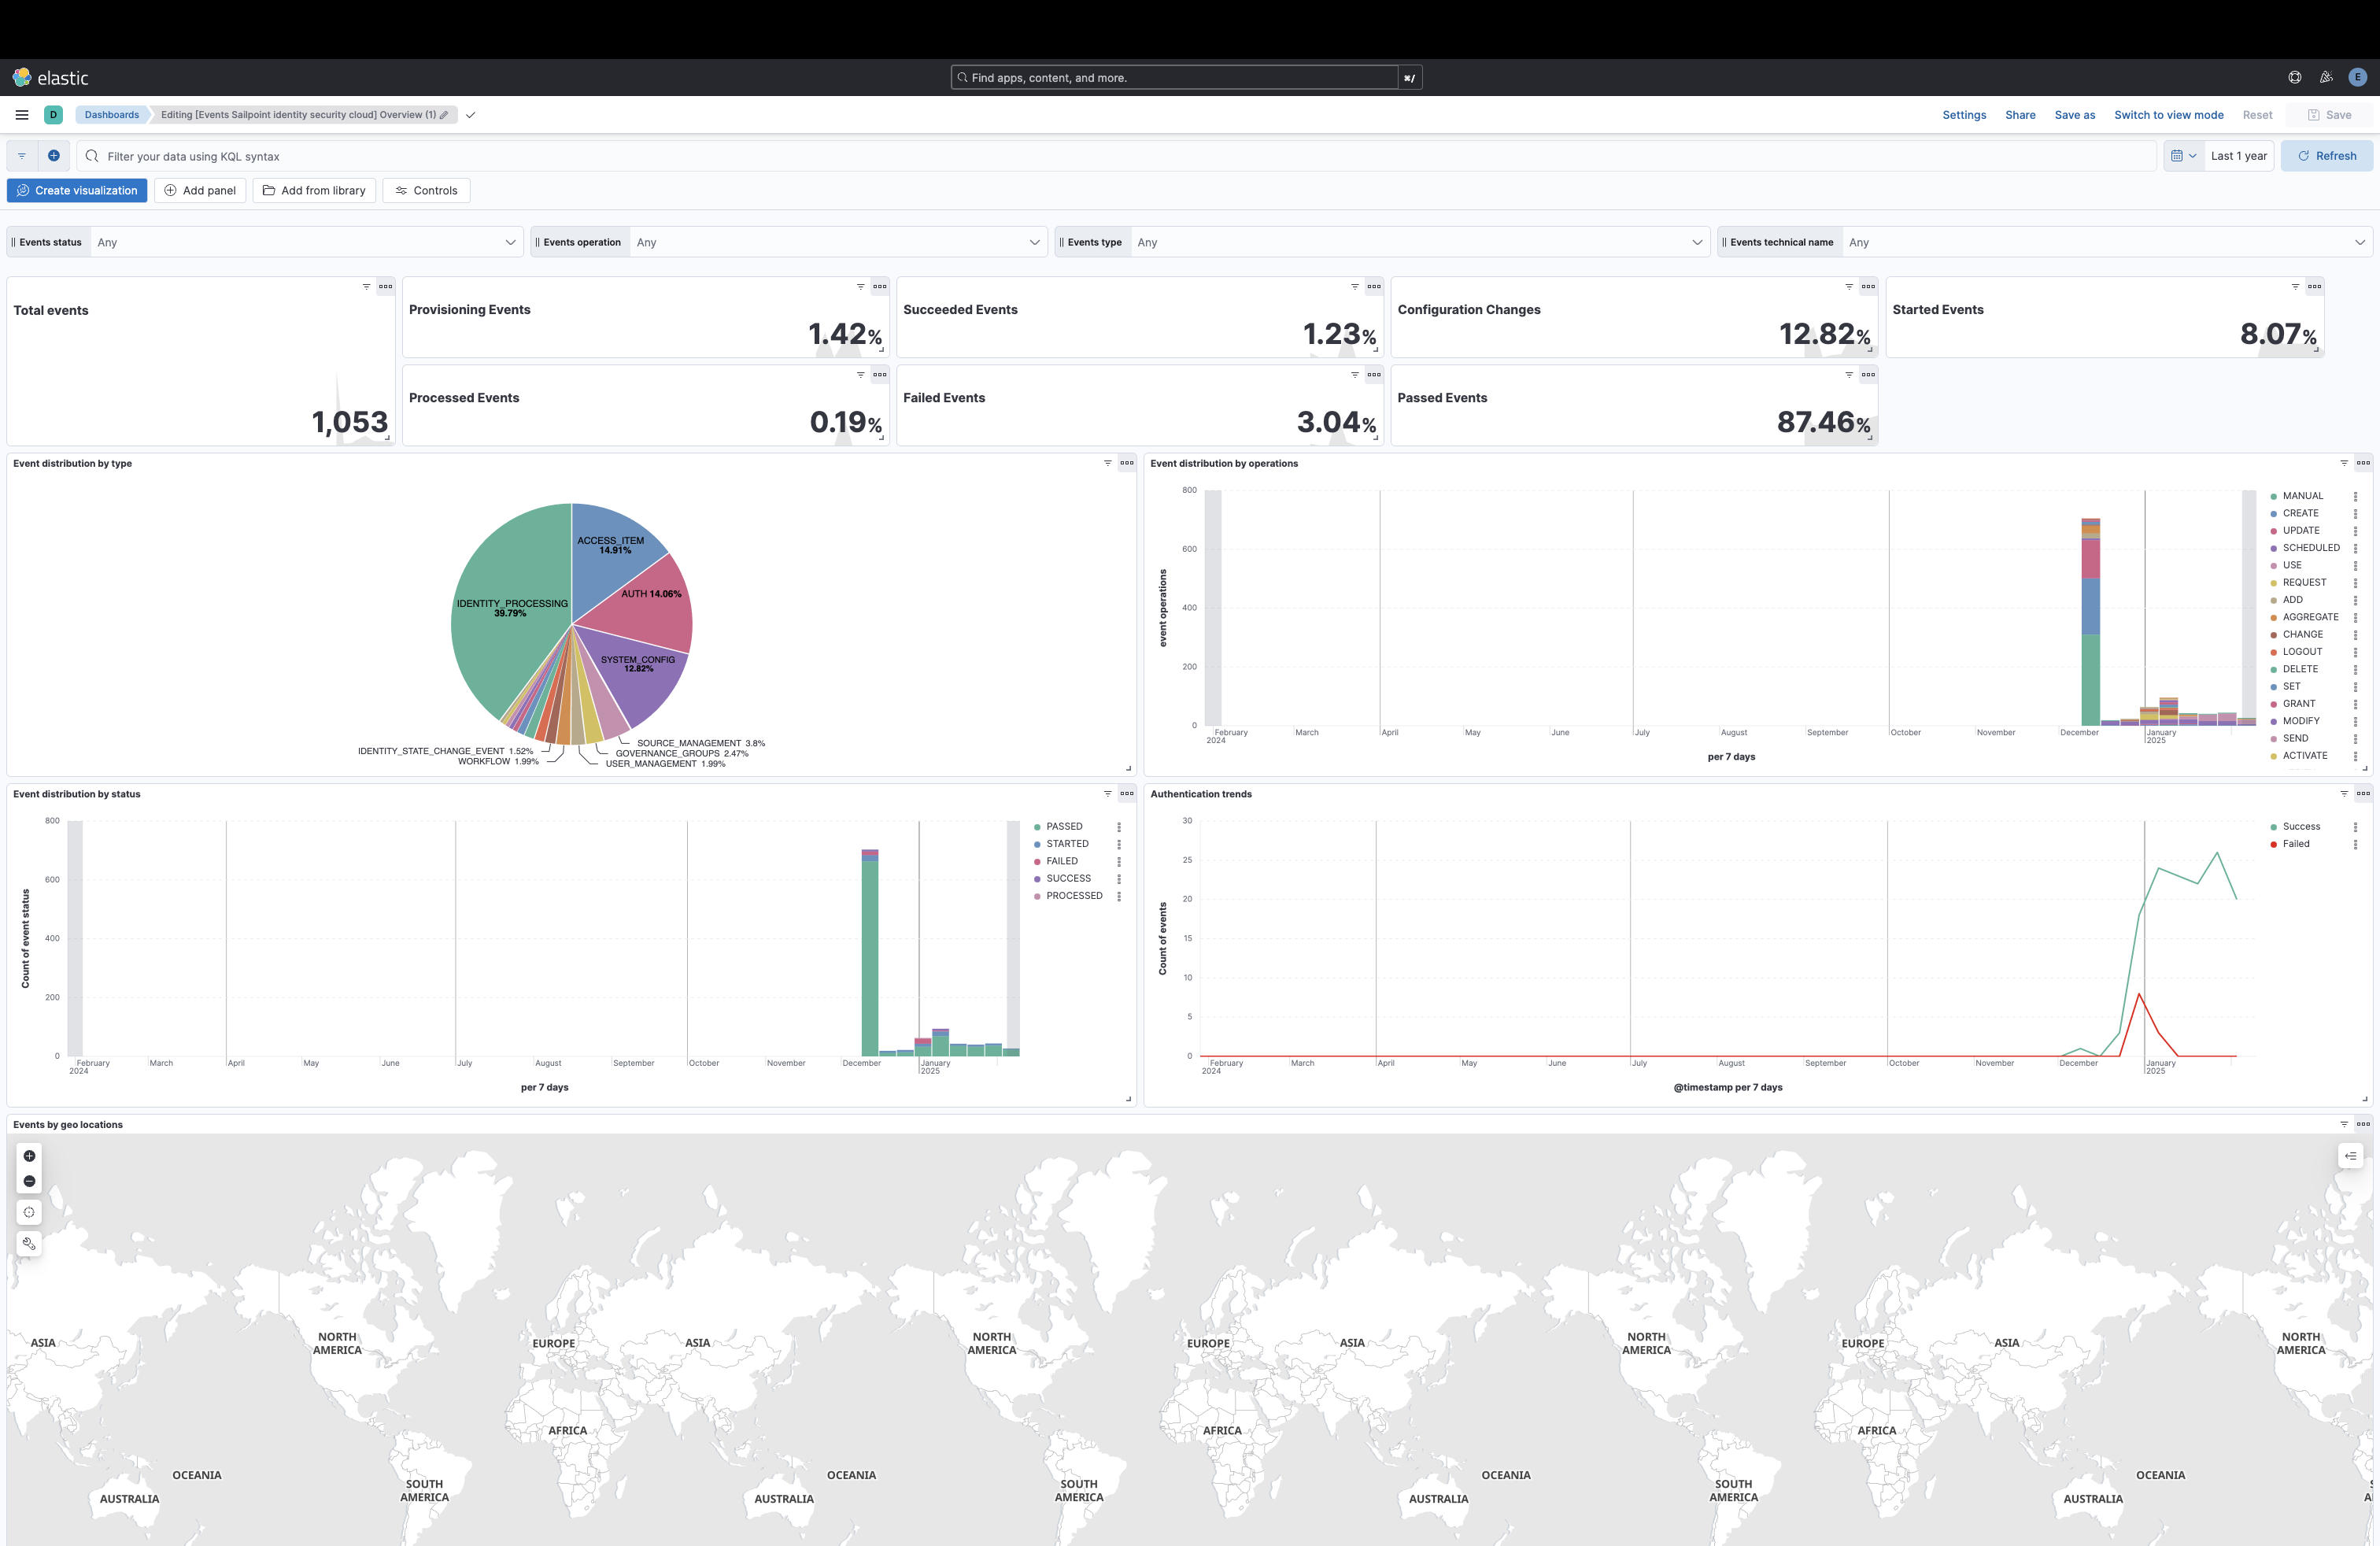 elastic
Find apps, content, and more.
⌘/
E
D
Dashboards
Editing [Events Sailpoint identity security cloud] Overview (1)
Settings
Share
Save as
Switch to view mode
Reset
Save
Filter your data using KQL syntax
Last 1 year
Refresh
Create visualization
Add panel
Add from library
Controls
Events status
Any
Events operation
Any
Events type
Any
Events technical name
Any
Total events
1,053
Provisioning Events
1.42%
Succeeded Events
1.23%
Configuration Changes
12.82%
Started Events
8.07%
Processed Events
0.19%
Failed Events
3.04%
Passed Events
87.46%
Event distribution by type
ACCESS_ITEM
14.91%
AUTH 14.06%
IDENTITY_PROCESSING
39.79%
SYSTEM_CONFIG
12.82%
SOURCE_MANAGEMENT 3.8%
IDENTITY_STATE_CHANGE_EVENT 1.52%
GOVERNANCE_GROUPS 2.47%
WORKFLOW 1.99%
USER_MANAGEMENT 1.99%
Event distribution by operations
800
600
400
200
0
event operations
February
2024
March
April
May
June
July
August
September
October
November
December
January
2025
per 7 days
MANUAL
CREATE
UPDATE
SCHEDULED
USE
REQUEST
ADD
AGGREGATE
CHANGE
LOGOUT
DELETE
SET
GRANT
MODIFY
SEND
ACTIVATE
Event distribution by status
800
600
400
200
0
Count of event status
February
2024
March
April
May
June
July
August
September
October
November
December
January
2025
per 7 days
PASSED
STARTED
FAILED
SUCCESS
PROCESSED
Authentication trends
30
25
20
15
10
5
0
Count of events
February
2024
March
April
May
June
July
August
September
October
November
December
January
2025
@timestamp per 7 days
Success
Failed
Events by geo locations
ASIA
NORTH
AMERICA
EUROPE
ASIA
NORTH
AMERICA
EUROPE
ASIA
NORTH
AMERICA
EUROPE
ASIA
NORTH
AMERICA
AFRICA
AFRICA
AFRICA
OCEANIA
OCEANIA
OCEANIA
OCEANIA
AUSTRALIA
SOUTH
AMERICA
AUSTRALIA
SOUTH
AMERICA
AUSTRALIA
SOUTH
AMERICA
AUSTRALIA